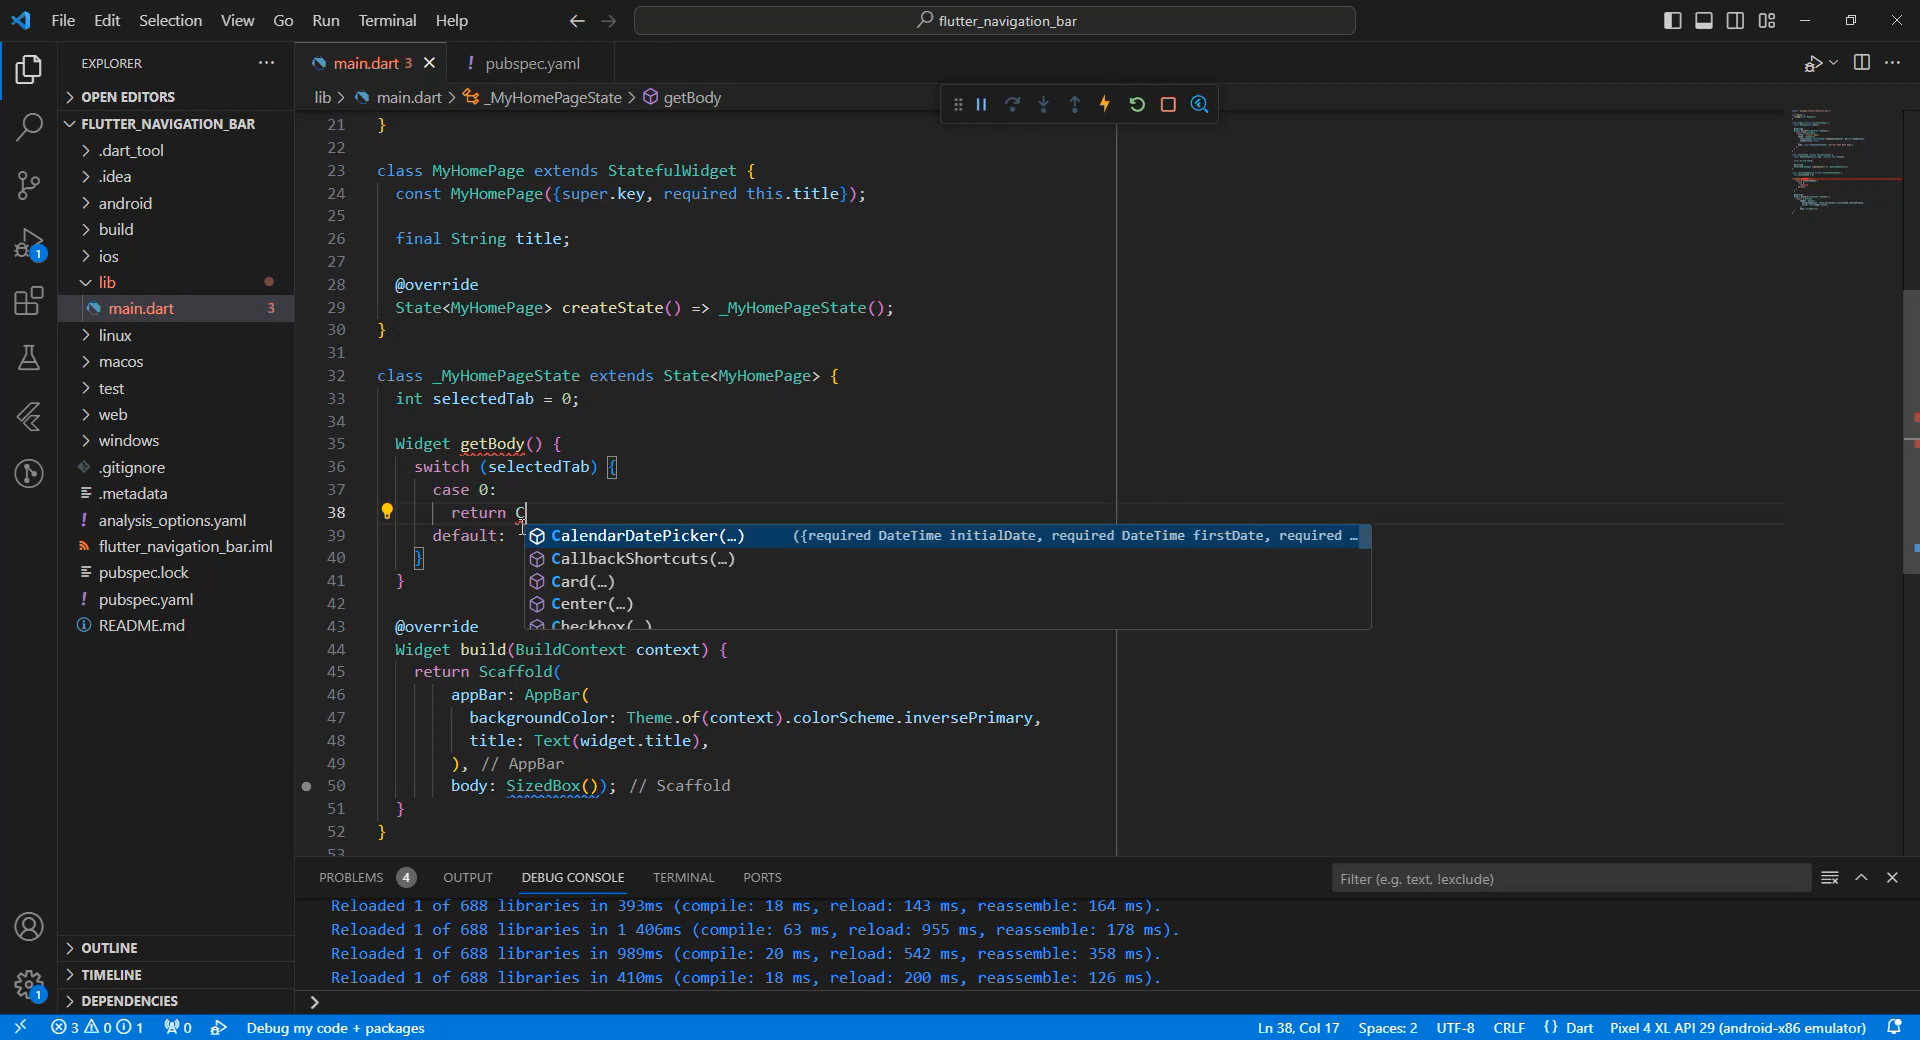 File Edit Selection View Go Run Terminal Help
flutter_navigation_bar
EXPLORER
OPEN EDITORS
FLUTTER_NAVIGATION_BAR
.dart_tool
.idea
android
build
ios
lib
main.dart 3
linux
macos
test
web
windows
.gitignore
.metadata
analysis_options.yaml
flutter_navigation_bar.iml
pubspec.lock
pubspec.yaml
README.md
OUTLINE
TIMELINE
DEPENDENCIES
1
1
main.dart 3
pubspec.yaml
lib > main.dart > _MyHomePageState > getBody
21 }
22
23 class MyHomePage extends StatefulWidget {
24 const MyHomePage({super.key, required this.title});
25
26 final String title;
27
28 @override
29 State<MyHomePage> createState() => _MyHomePageState();
30 }
31
32 class _MyHomePageState extends State<MyHomePage> {
33 int selectedTab = 0;
34
35 Widget getBody() {
36 switch (selectedTab) {
37 case 0:
38 return C
39 default:
40 }
41 }
42
43 @override
44 Widget build(BuildContext context) {
45 return Scaffold(
46 appBar: AppBar(
47 backgroundColor: Theme.of(context).colorScheme.inversePrimary,
48 title: Text(widget.title),
49 ), // AppBar
50 body: SizedBox()); // Scaffold
51 }
52 }
53
CalendarDatePicker(…) ({required DateTime initialDate, required DateTime firstDate, required …
CallbackShortcuts(…)
Card(…)
Center(…)
Checkbox(…)
PROBLEMS 4 OUTPUT DEBUG CONSOLE TERMINAL PORTS
Filter (e.g. text, !exclude)
Reloaded 1 of 688 libraries in 393ms (compile: 18 ms, reload: 143 ms, reassemble: 164 ms).
Reloaded 1 of 688 libraries in 1 406ms (compile: 63 ms, reload: 955 ms, reassemble: 178 ms).
Reloaded 1 of 688 libraries in 989ms (compile: 20 ms, reload: 542 ms, reassemble: 358 ms).
Reloaded 1 of 688 libraries in 410ms (compile: 18 ms, reload: 200 ms, reassemble: 126 ms).
3 0 1 0 Debug my code + packages
Ln 38, Col 17 Spaces: 2 UTF-8 CRLF {} Dart Pixel 4 XL API 29 (android-x86 emulator)